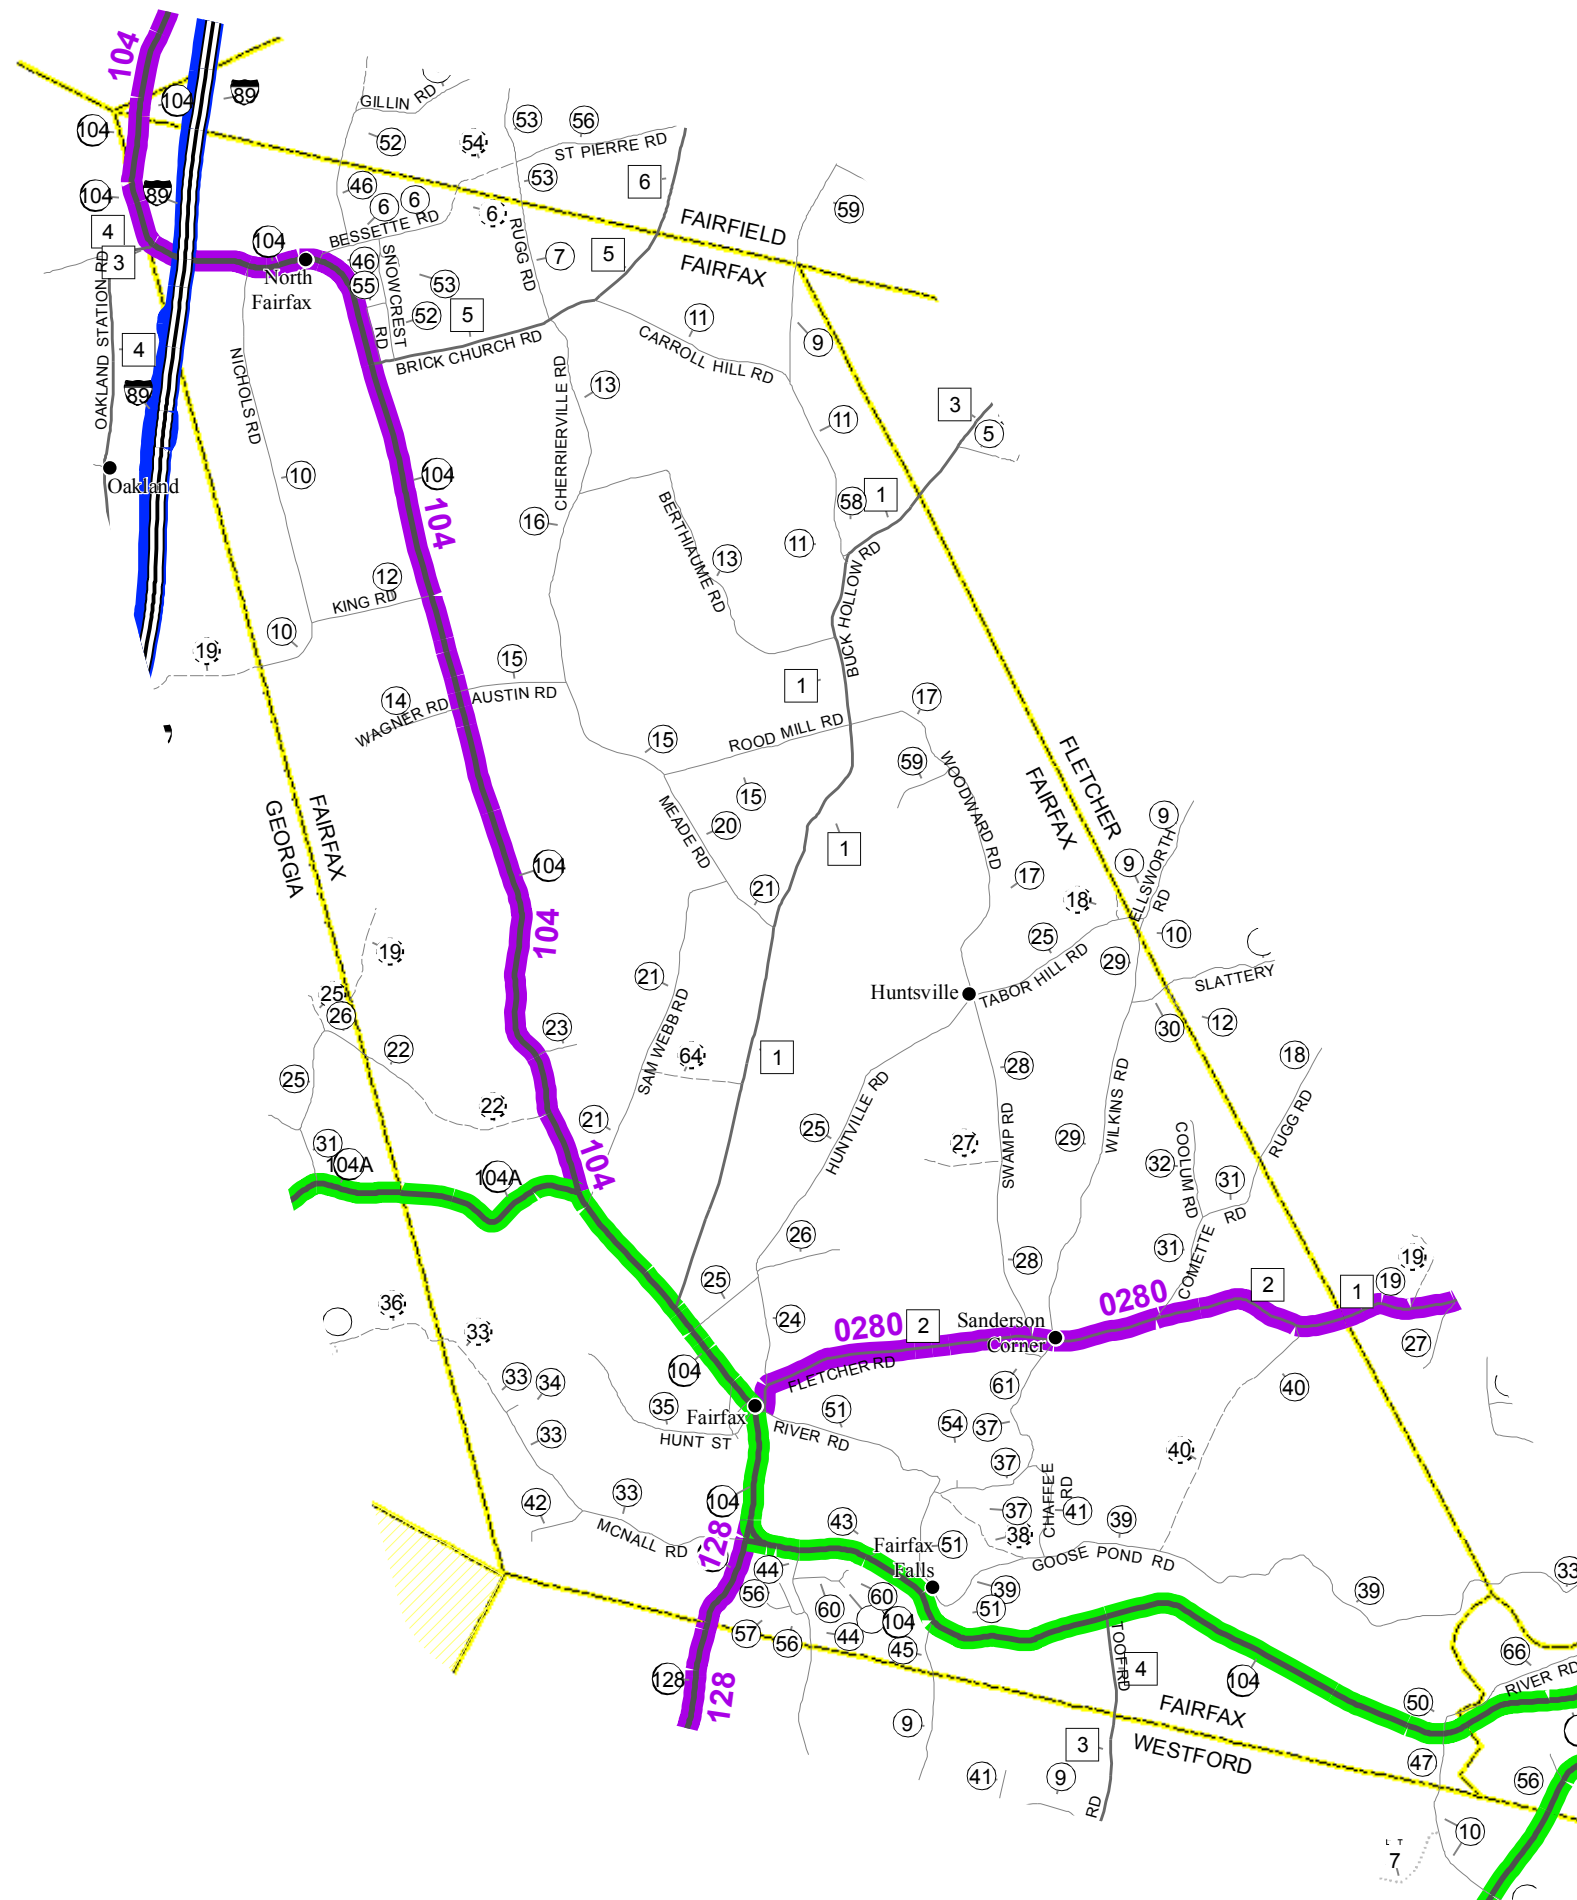 104
104
89
GILLIN RD
104
52
54
53
56
ST PIERRE RD
104
89
46
6
6
53
6
6
59
4
104
BESSETTE RD
RUGG RD
FAIRFIELD
FAIRFAX
3
North
Fairfax
46
55
SNOWCREST
RD
53
7
5
52
5
BRICK CHURCH RD
11
CARROLL HILL RD
9
OAKLAND STATION RD
4
89
NICHOLS RD
CHERRIERVILLE RD
13
11
3
5
Oakland
10
104
104
16
BERTHIAUME RD
13
58
1
11
BUCK HOLLOW RD
12
KING RD
10
19
15
14
WAGNER RD
AUSTIN RD
1
17
15
ROOD MILL RD
59
WOODWARD RD
FLETCHER
FAIRFAX
FAIRFAX
GEORGIA
15
20
MEADE RD
1
9
9
ELLSWORTH
RD
104
21
17
18
104
19
25
10
29
21
SAM WEBB RD
Huntsville
TABOR HILL RD
SLATTERY
25
26
22
23
64
1
30
12
25
28
18
22
21
25
HUNTVILLE RD
27
SWAMP RD
29
WILKINS RD
32
COOLUM RD
31
RUGG RD
31
104A
104A
104
26
28
31
COMETTE
RD
19
36
33
25
24
0280
2
Sanderson
Corner
0280
2
1
19
27
33
34
104
FLETCHER RD
61
40
35
Fairfax
HUNT ST
51
RIVER RD
54
37
33
37
40
42
33
MCNALL RD
104
128
43
37
38
CHAFFEE
RD
41
39
GOOSE POND RD
Fairfax
Falls
51
44
56
60
60
104
39
51
39
33
57
56
44
45
TOOF RD
4
104
66
RIVER RD
128
128
9
FAIRFAX
WESTFORD
50
47
3
41
9
RD
56
10
L T
7